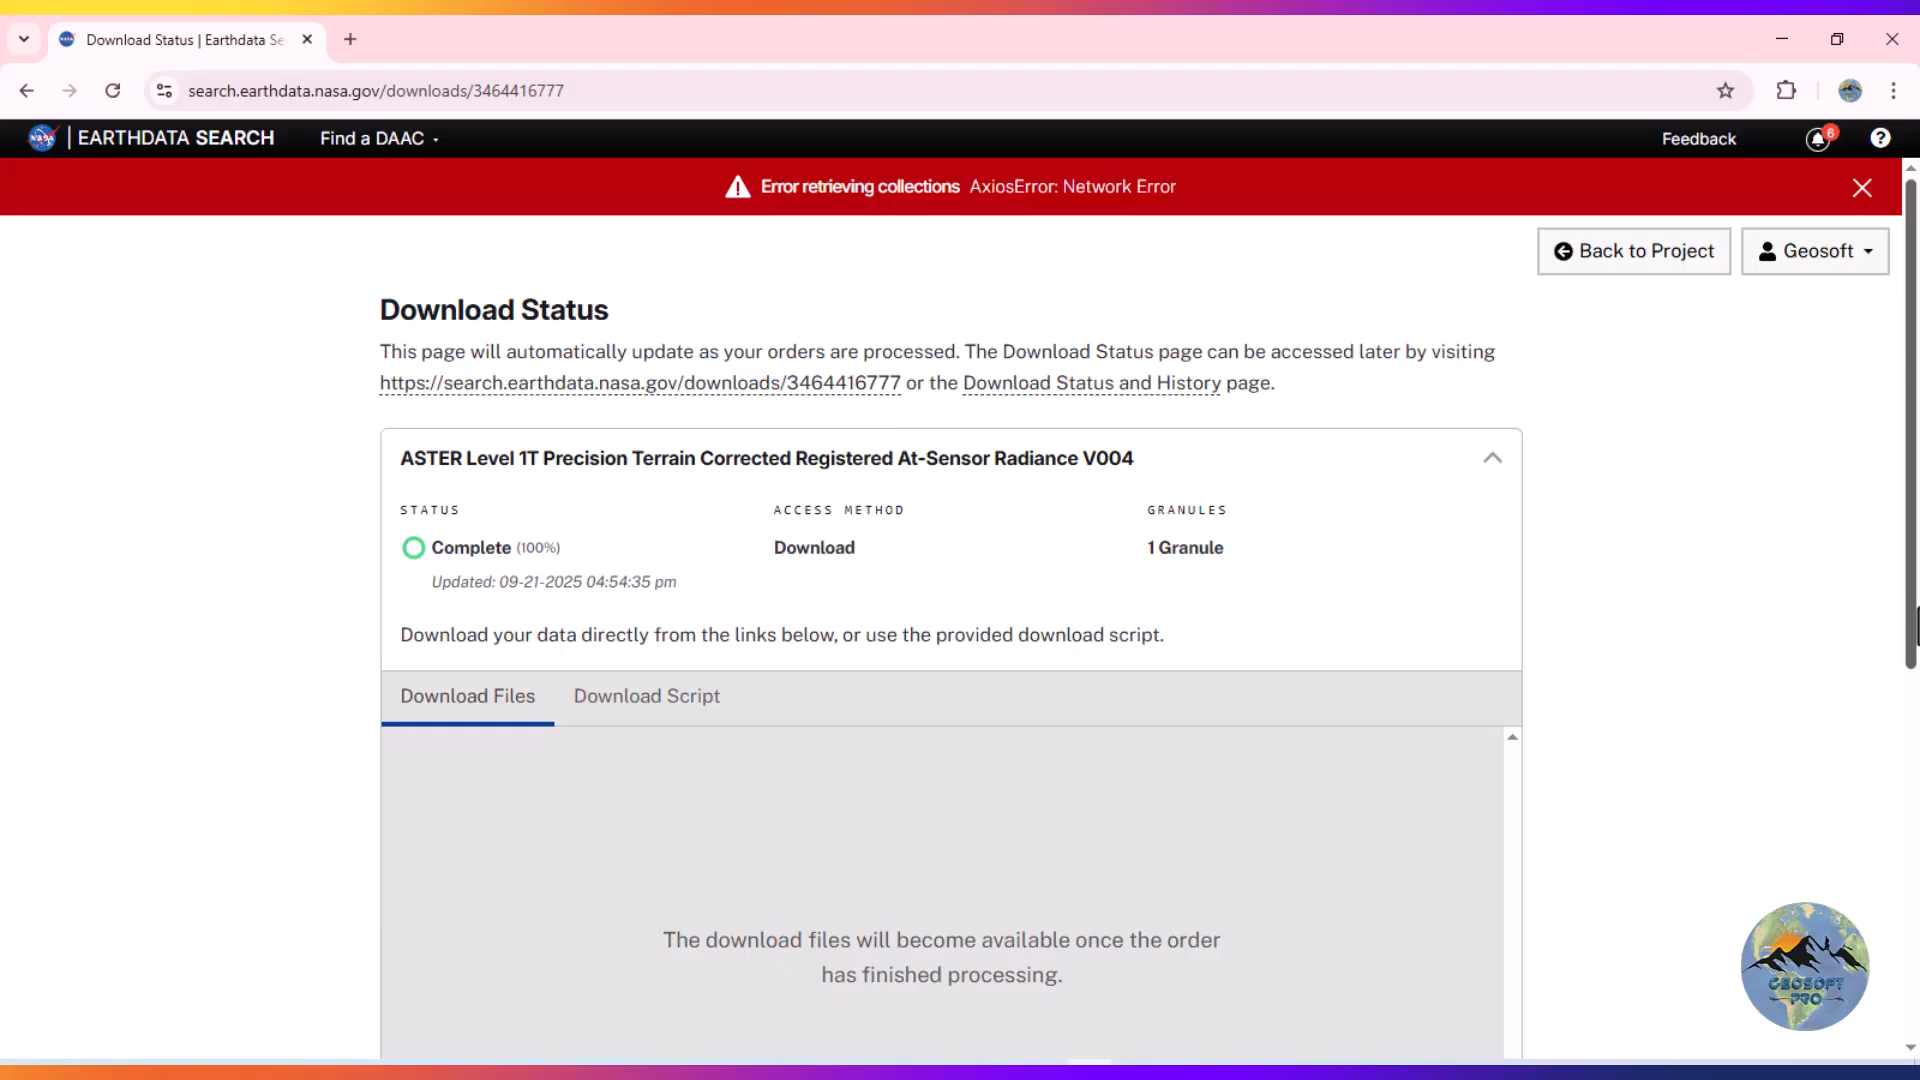 Download Status | Earthdata Se
search.earthdata.nasa.gov/downloads/3464416777
NASA
EARTHDATA SEARCH
Find a DAAC
Feedback
6
Error retrieving collections AxiosError: Network Error
Back to Project
Geosoft
Download Status
This page will automatically update as your orders are processed. The Download Status page can be accessed later by visiting
https://search.earthdata.nasa.gov/downloads/3464416777 or the Download Status and History page.
ASTER Level 1T Precision Terrain Corrected Registered At-Sensor Radiance V004
STATUS
ACCESS METHOD
GRANULES
Complete (100%)
Download
1 Granule
Updated: 09-21-2025 04:54:35 pm
Download your data directly from the links below, or use the provided download script.
Download Files
Download Script
The download files will become available once the order
has finished processing.
GEOSOFT
PRO